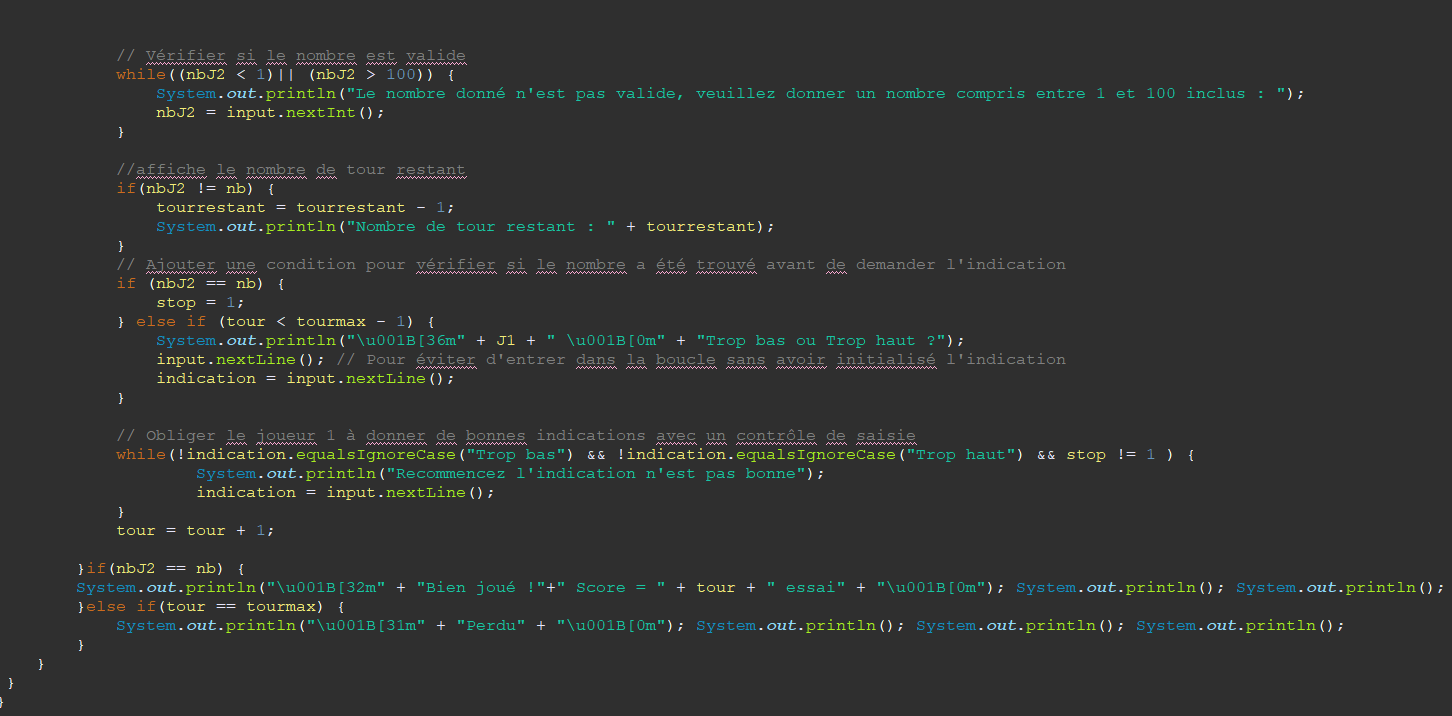 // Vérifier si le nombre est valide
while((nbJ2 < 1)|| (nbJ2 > 100)) {
System.out.println("Le nombre donné n'est pas valide, veuillez donner un nombre compris entre 1 et 100 inclus : ");
nbJ2 = input.nextInt();
}
//affiche le nombre de tour restant
if(nbJ2 != nb) {
tourrestant = tourrestant - 1;
System.out.println("Nombre de tour restant : " + tourrestant);
}
// Ajouter une condition pour vérifier si le nombre a été trouvé avant de demander l'indication
if (nbJ2 == nb) {
stop = 1;
} else if (tour < tourmax - 1) {
System.out.println("\u001B[36m" + J1 + " \u001B[0m" + "Trop bas ou Trop haut ?");
input.nextLine(); // Pour éviter d'entrer dans la boucle sans avoir initialisé l'indication
indication = input.nextLine();
}
// Obliger le joueur 1 à donner de bonnes indications avec un contrôle de saisie
while(!indication.equalsIgnoreCase("Trop bas") && !indication.equalsIgnoreCase("Trop haut") && stop != 1 ) {
System.out.println("Recommencez l'indication n'est pas bonne");
indication = input.nextLine();
}
tour = tour + 1;
}if(nbJ2 == nb) {
System.out.println("\u001B[32m" + "Bien joué !"+" Score = " + tour + " essai" + "\u001B[0m"); System.out.println(); System.out.println();
}else if(tour == tourmax) {
System.out.println("\u001B[31m" + "Perdu" + "\u001B[0m"); System.out.println(); System.out.println(); System.out.println();
}
}
}
}